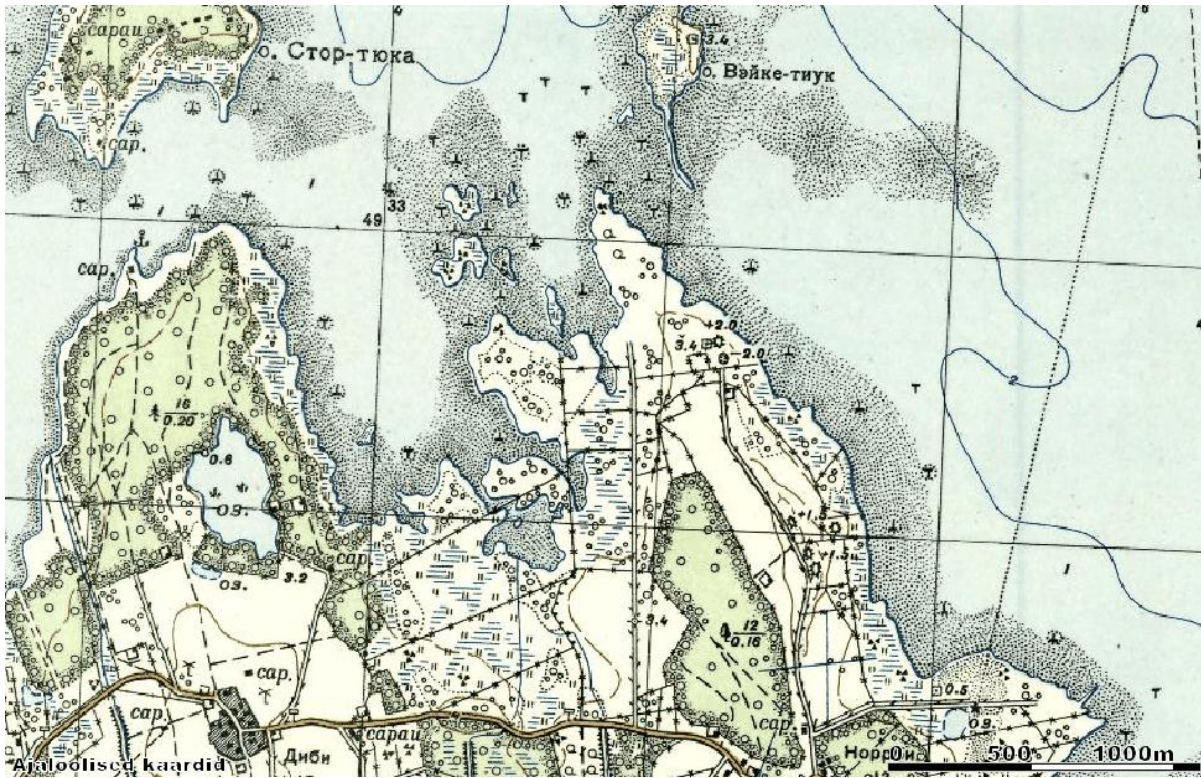 сараи
о. Стор-тюка
3.4
о. Вэйке-тиук
сар.
49 33
сар.
+2.0
3.4
-2.0
2
16
0.20
0.6
оз.
сар.
3.2
оз.
1
12
0.16
3.4
сар.
0.5
сар.
сар.
оз.
сараи
Диби
Ajaloolised kaardid
0 500 1000m